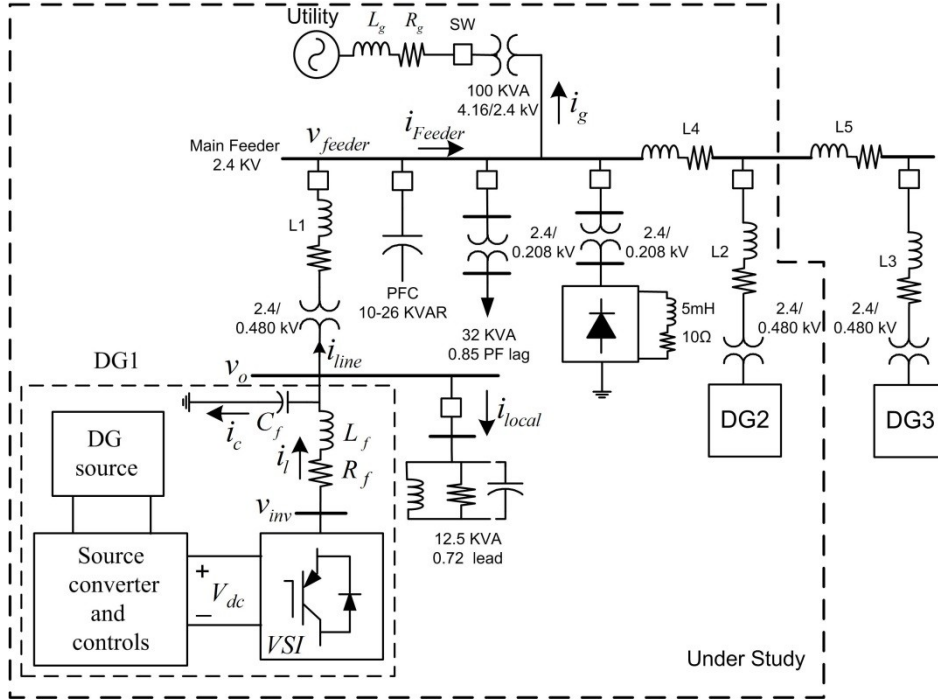 Utility
L_g
R_g
SW
100 KVA
4.16/2.4 kV
i_g
Main Feeder
2.4 KV
v_feeder
i_Feeder
L4
L5
L1
2.4/
0.480 kV
PFC
10-26 KVAR
2.4/
0.208 kV
32 KVA
0.85 PF lag
2.4/
0.208 kV
5mH
10Ω
L2
2.4/
0.480 kV
DG2
L3
2.4/
0.480 kV
DG3
DG1
v_o
i_line
i_c
C_f
L_f
i_l
R_f
i_local
12.5 KVA
0.72 lead
DG
source
v_inv
Source
converter
and
controls
+
V_dc
−
VSI
Under Study